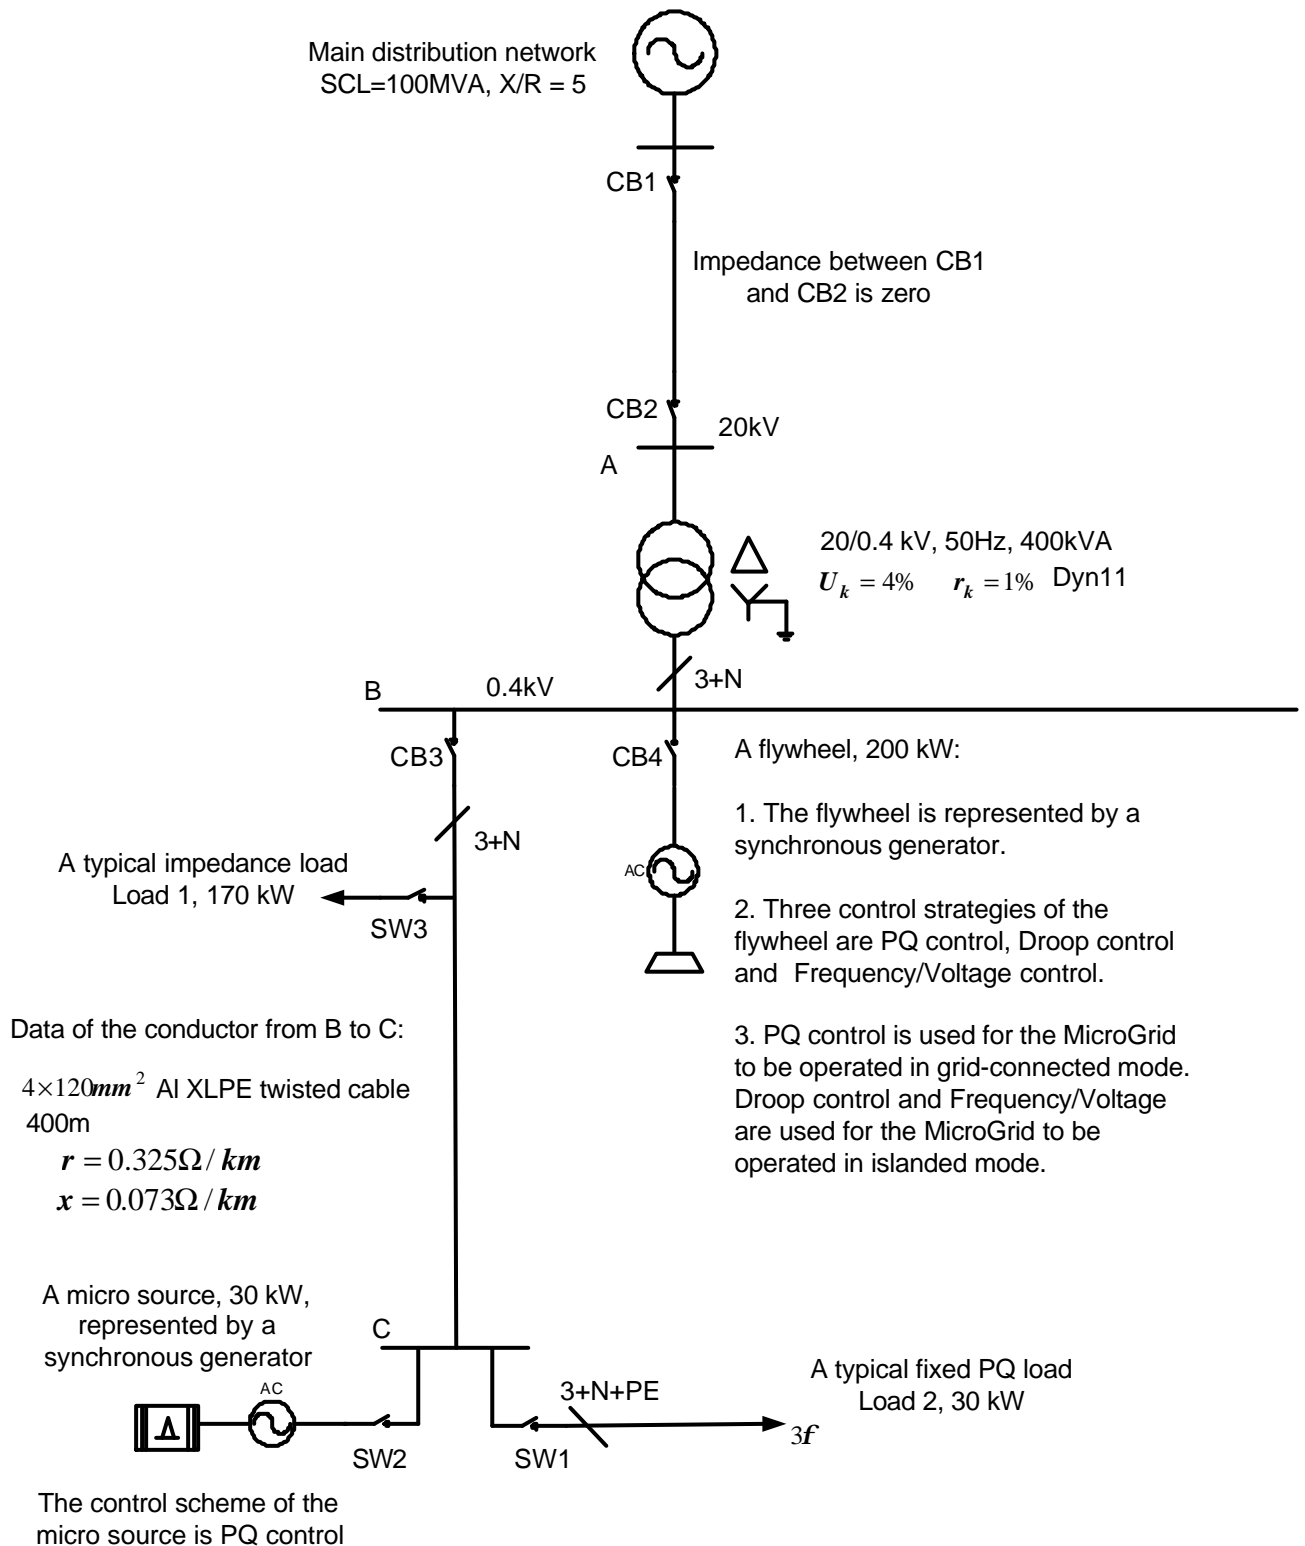 Main distribution network
SCL=100MVA, X/R = 5
CB1
Impedance between CB1
and CB2 is zero
CB2
20kV
A
20/0.4 kV, 50Hz, 400kVA
U_k = 4% r_k = 1% Dyn11
3+N
B
0.4kV
CB3
CB4
A flywheel, 200 kW:
1. The flywheel is represented by a
synchronous generator.
2. Three control strategies of the
flywheel are PQ control, Droop control
and Frequency/Voltage control.
3. PQ control is used for the MicroGrid
to be operated in grid-connected mode.
Droop control and Frequency/Voltage
are used for the MicroGrid to be
operated in islanded mode.
3+N
AC
A typical impedance load
Load 1, 170 kW
SW3
Data of the conductor from B to C:
4×120mm² Al XLPE twisted cable
400m
r = 0.325Ω / km
x = 0.073Ω / km
A micro source, 30 kW,
represented by a
synchronous generator
C
AC
3+N+PE
A typical fixed PQ load
Load 2, 30 kW
3f
SW2
SW1
The control scheme of the
micro source is PQ control